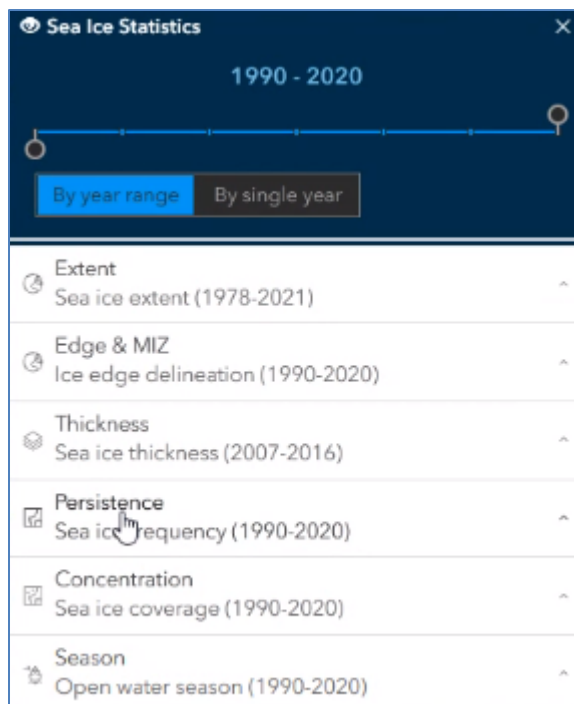 Sea Ice Statistics
1990 - 2020
By year range By single year
Extent
Sea ice extent (1978-2021)
Edge & MIZ
Ice edge delineation (1990-2020)
Thickness
Sea ice thickness (2007-2016)
Persistence
Sea ice frequency (1990-2020)
Concentration
Sea ice coverage (1990-2020)
Season
Open water season (1990-2020)